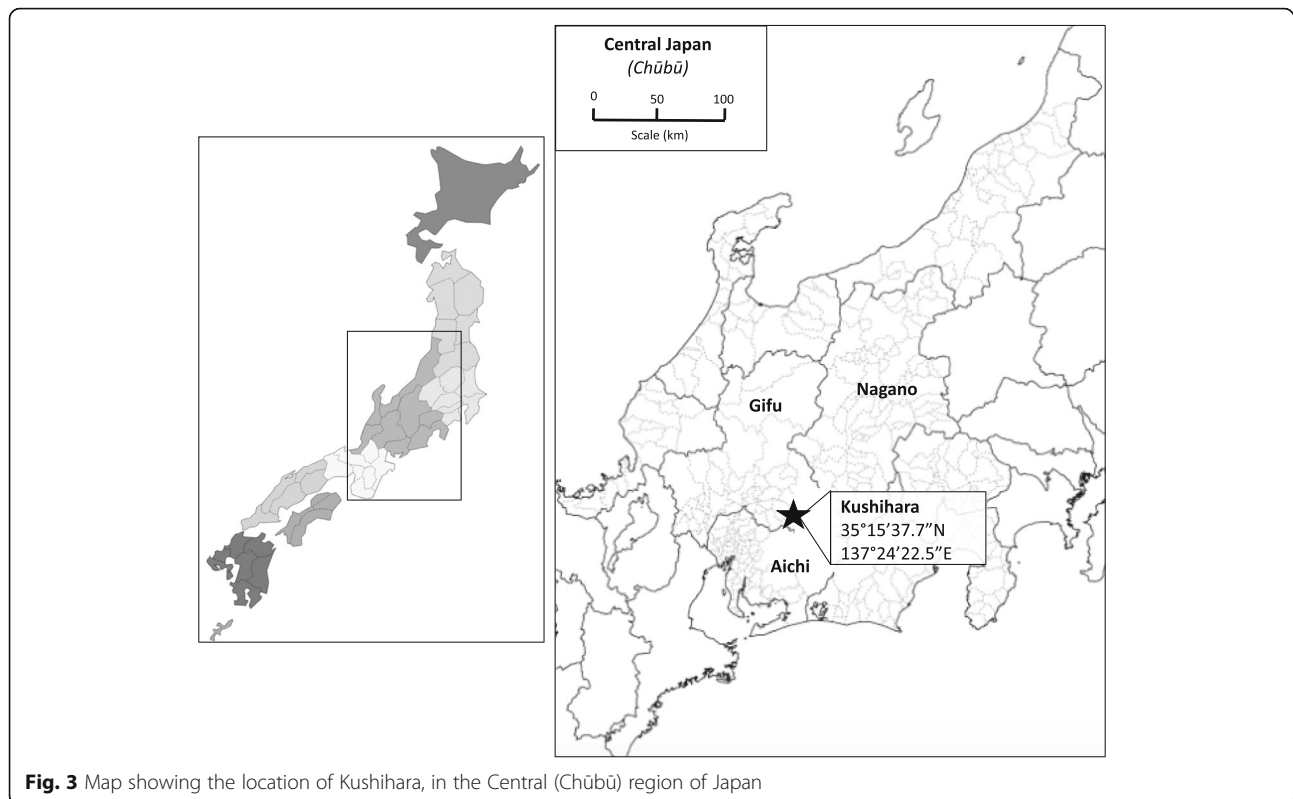 Central Japan
(Chūbū)
0 50 100
Scale (km)
Nagano
Gifu
Kushihara
35°15’37.7”N
137°24’22.5”E
Aichi
Fig. 3 Map showing the location of Kushihara, in the Central (Chūbū) region of Japan